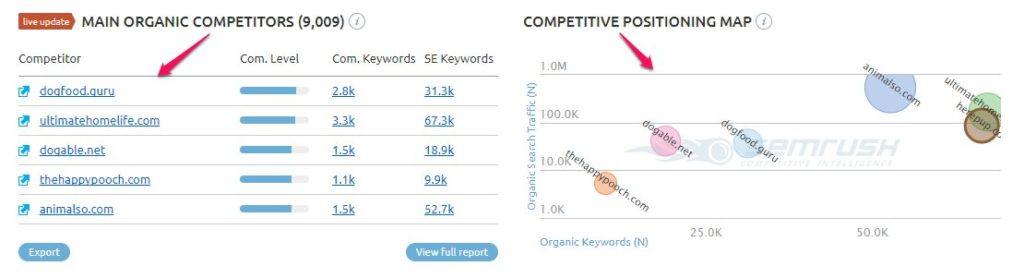 live update MAIN ORGANIC COMPETITORS (9,009) i
Competitor Com. Level Com. Keywords SE Keywords
dogfood.guru 2.8k 31.3k
ultimatehomelife.com 3.3k 67.3k
dogable.net 1.5k 18.9k
thehappypooch.com 1.1k 9.9k
animalso.com 1.5k 52.7k
Export View full report
COMPETITIVE POSITIONING MAP i
Organic Search Traffic (N)
1.0M
100.0K
10.0K
1.0K
animalso.com
ultimatehome
dogable.net
dogfood.guru
thehappypooch.com
semrush
COMPETITIVE INTELLIGENCE
25.0K 50.0K
Organic Keywords (N)